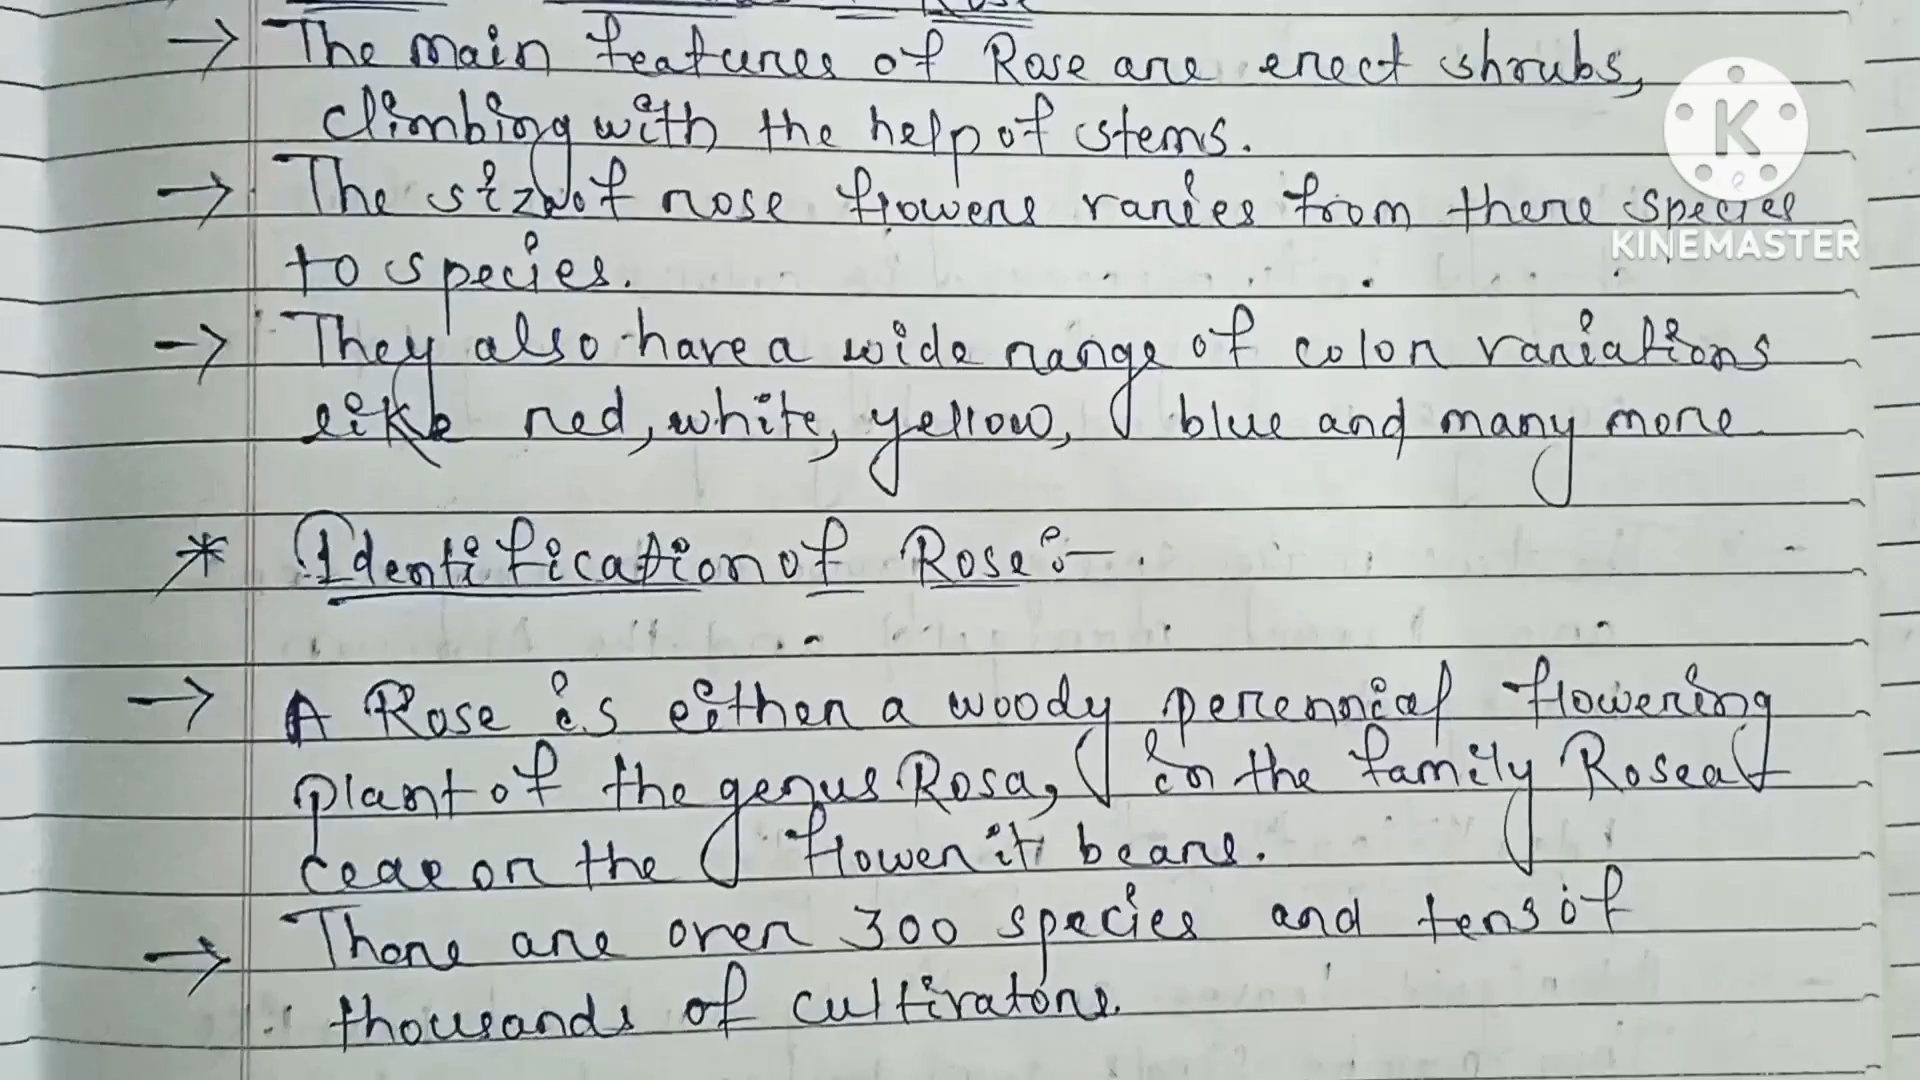 Rose
→ The main features of Rose are erect shrubs,
climbing with the help of stems.
→ The size of rose flowers varies from there species
to species.
→ They also have a wide range of color variations
like red, white, yellow, blue and many more
* Identification of Rose :-
→ A Rose is either a woody perennial flowering
plant of the genus Rosa, in the family Rosea
ceae or the flower it bears.
→ There are over 300 species and tens of
thousands of cultivators.
K
KINEMASTER